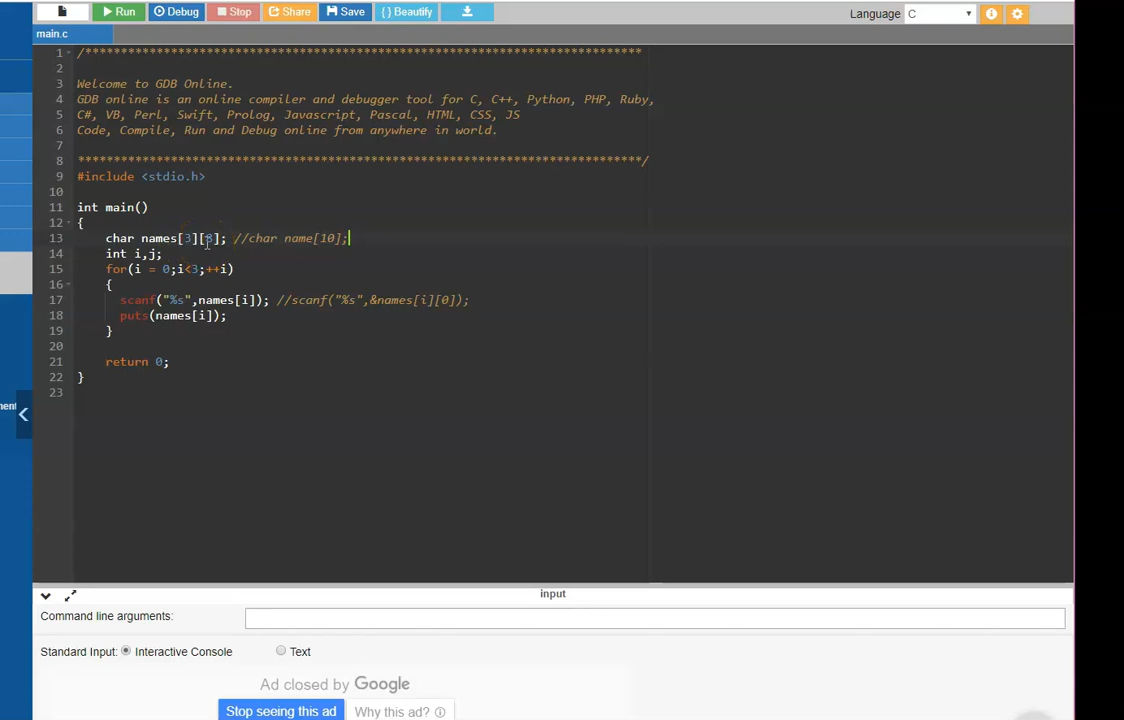 Run Debug Stop Share Save { } Beautify Language C
main.c
1 /******************************************************************************
2
3 Welcome to GDB Online.
4 GDB online is an online compiler and debugger tool for C, C++, Python, PHP, Ruby,
5 C#, VB, Perl, Swift, Prolog, Javascript, Pascal, HTML, CSS, JS
6 Code, Compile, Run and Debug online from anywhere in world.
7
8 *******************************************************************************/
9 #include <stdio.h>
10
11 int main()
12 {
13 char names[3][8]; //char name[10];
14 int i,j;
15 for(i = 0;i<3;++i)
16 {
17 scanf("%s",names[i]); //scanf("%s",&names[i][0]);
18 puts(names[i]);
19 }
20
21 return 0;
22 }
23
ment
input
Command line arguments:
Standard Input: Interactive Console Text
Ad closed by Google
Stop seeing this ad Why this ad?